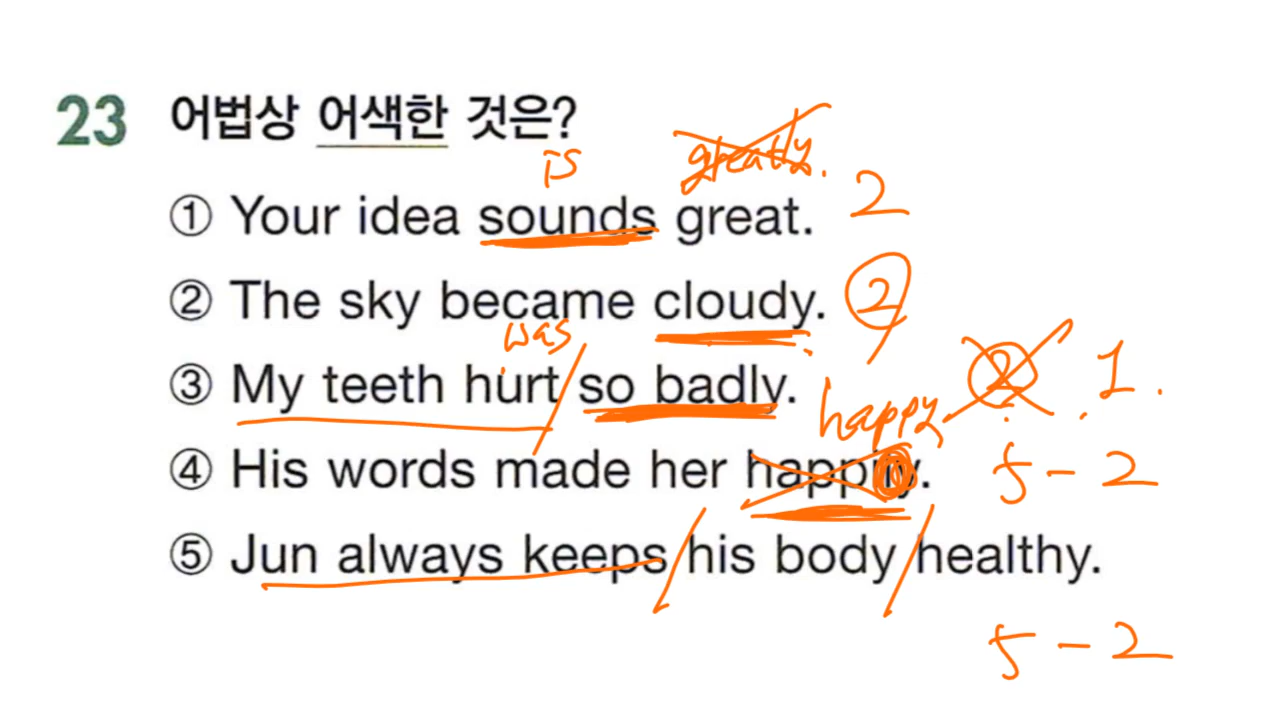 23 어법상 어색한 것은?
is greatly.
① Your idea sounds great. 2
② The sky became cloudy. 2
was
③ My teeth hurt so badly. 2 1.
happy
④ His words made her happily. 5-2
⑤ Jun always keeps his body healthy.
5-2